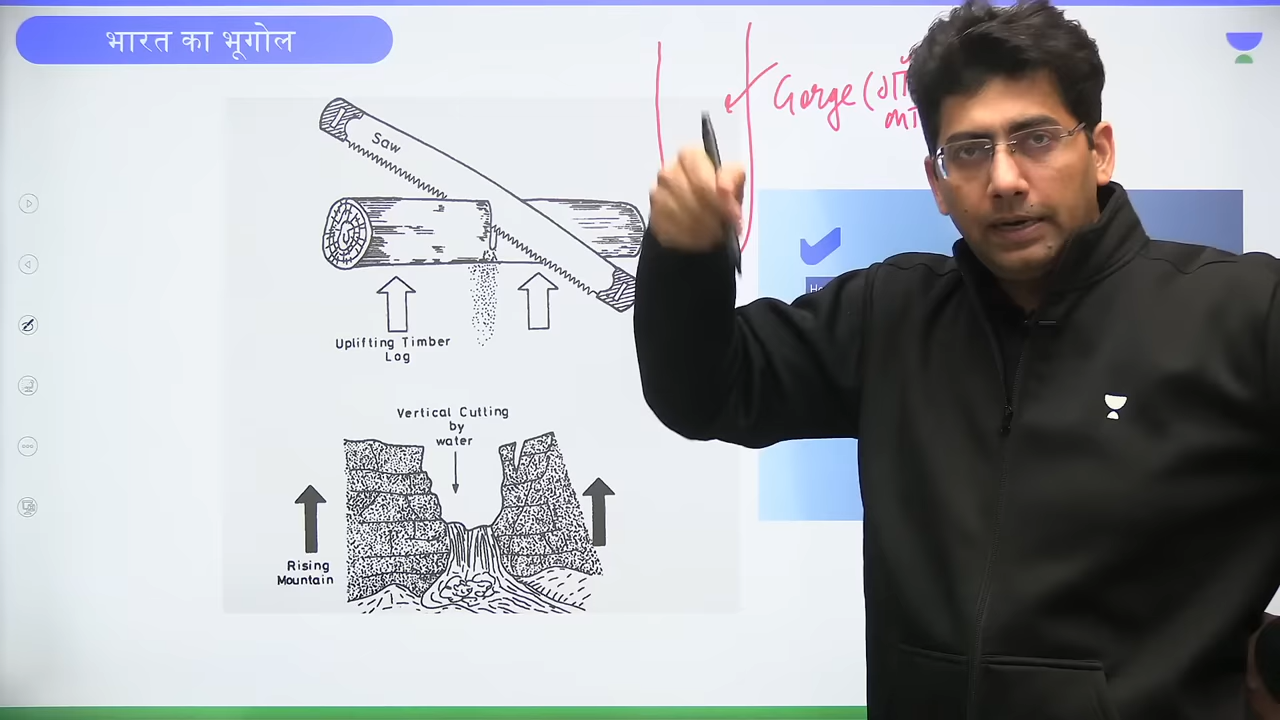 भारत का भूगोल
Gorge (गॉ
Saw
Uplifting Timber
Log
Vertical Cutting
by
water
Rising
Mountain